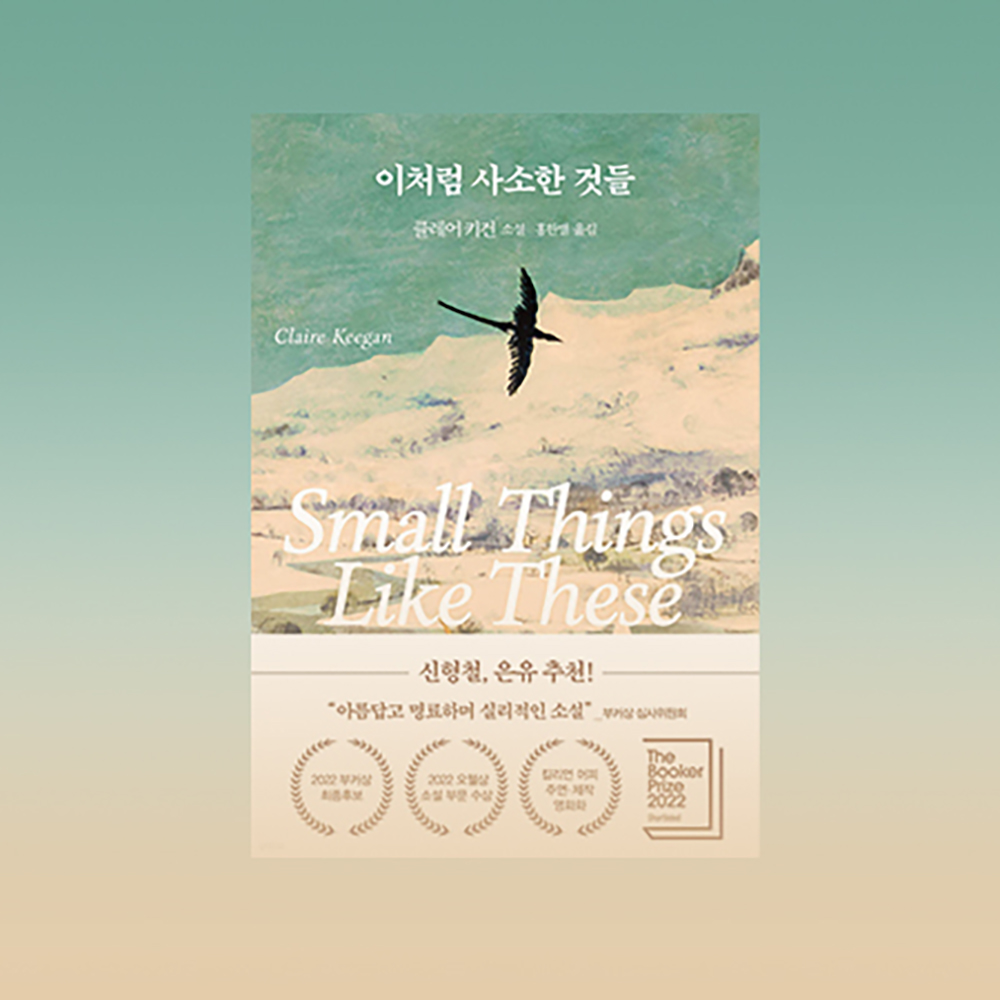 이처럼 사소한 것들
클레어 키건 소설 홍한별 옮김
Claire Keegan
Small Things
Like These
신형철, 은유 추천!
“아름답고 명료하며 실리적인 소설” _부커상 심사위원회
2022 부커상
최종후보
2022 오웰상
소설 부문 수상
킬리언 머피
주연·제작
영화화
The
Booker
Prize
2022
Shortlisted